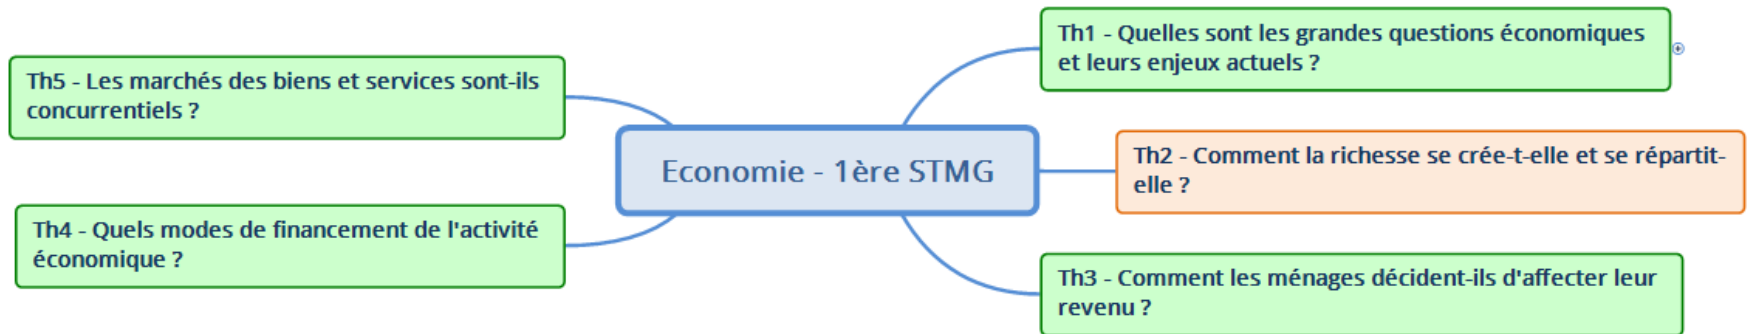 Economie - 1ère STMG
Th1 - Quelles sont les grandes questions économiques
et leurs enjeux actuels ?
Th2 - Comment la richesse se crée-t-elle et se répartit-
elle ?
Th3 - Comment les ménages décident-ils d'affecter leur
revenu ?
Th4 - Quels modes de financement de l'activité
économique ?
Th5 - Les marchés des biens et services sont-ils
concurrentiels ?